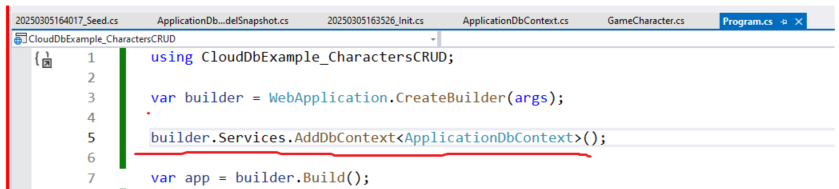 20250305164017_Seed.cs ApplicationDb...delSnapshot.cs 20250305163526_Init.cs ApplicationDbContext.cs GameCharacter.cs Program.cs
CloudDbExample_CharactersCRUD
1 using CloudDbExample_CharactersCRUD;
2
3 var builder = WebApplication.CreateBuilder(args);
4
5 builder.Services.AddDbContext<ApplicationDbContext>();
6
7 var app = builder.Build();